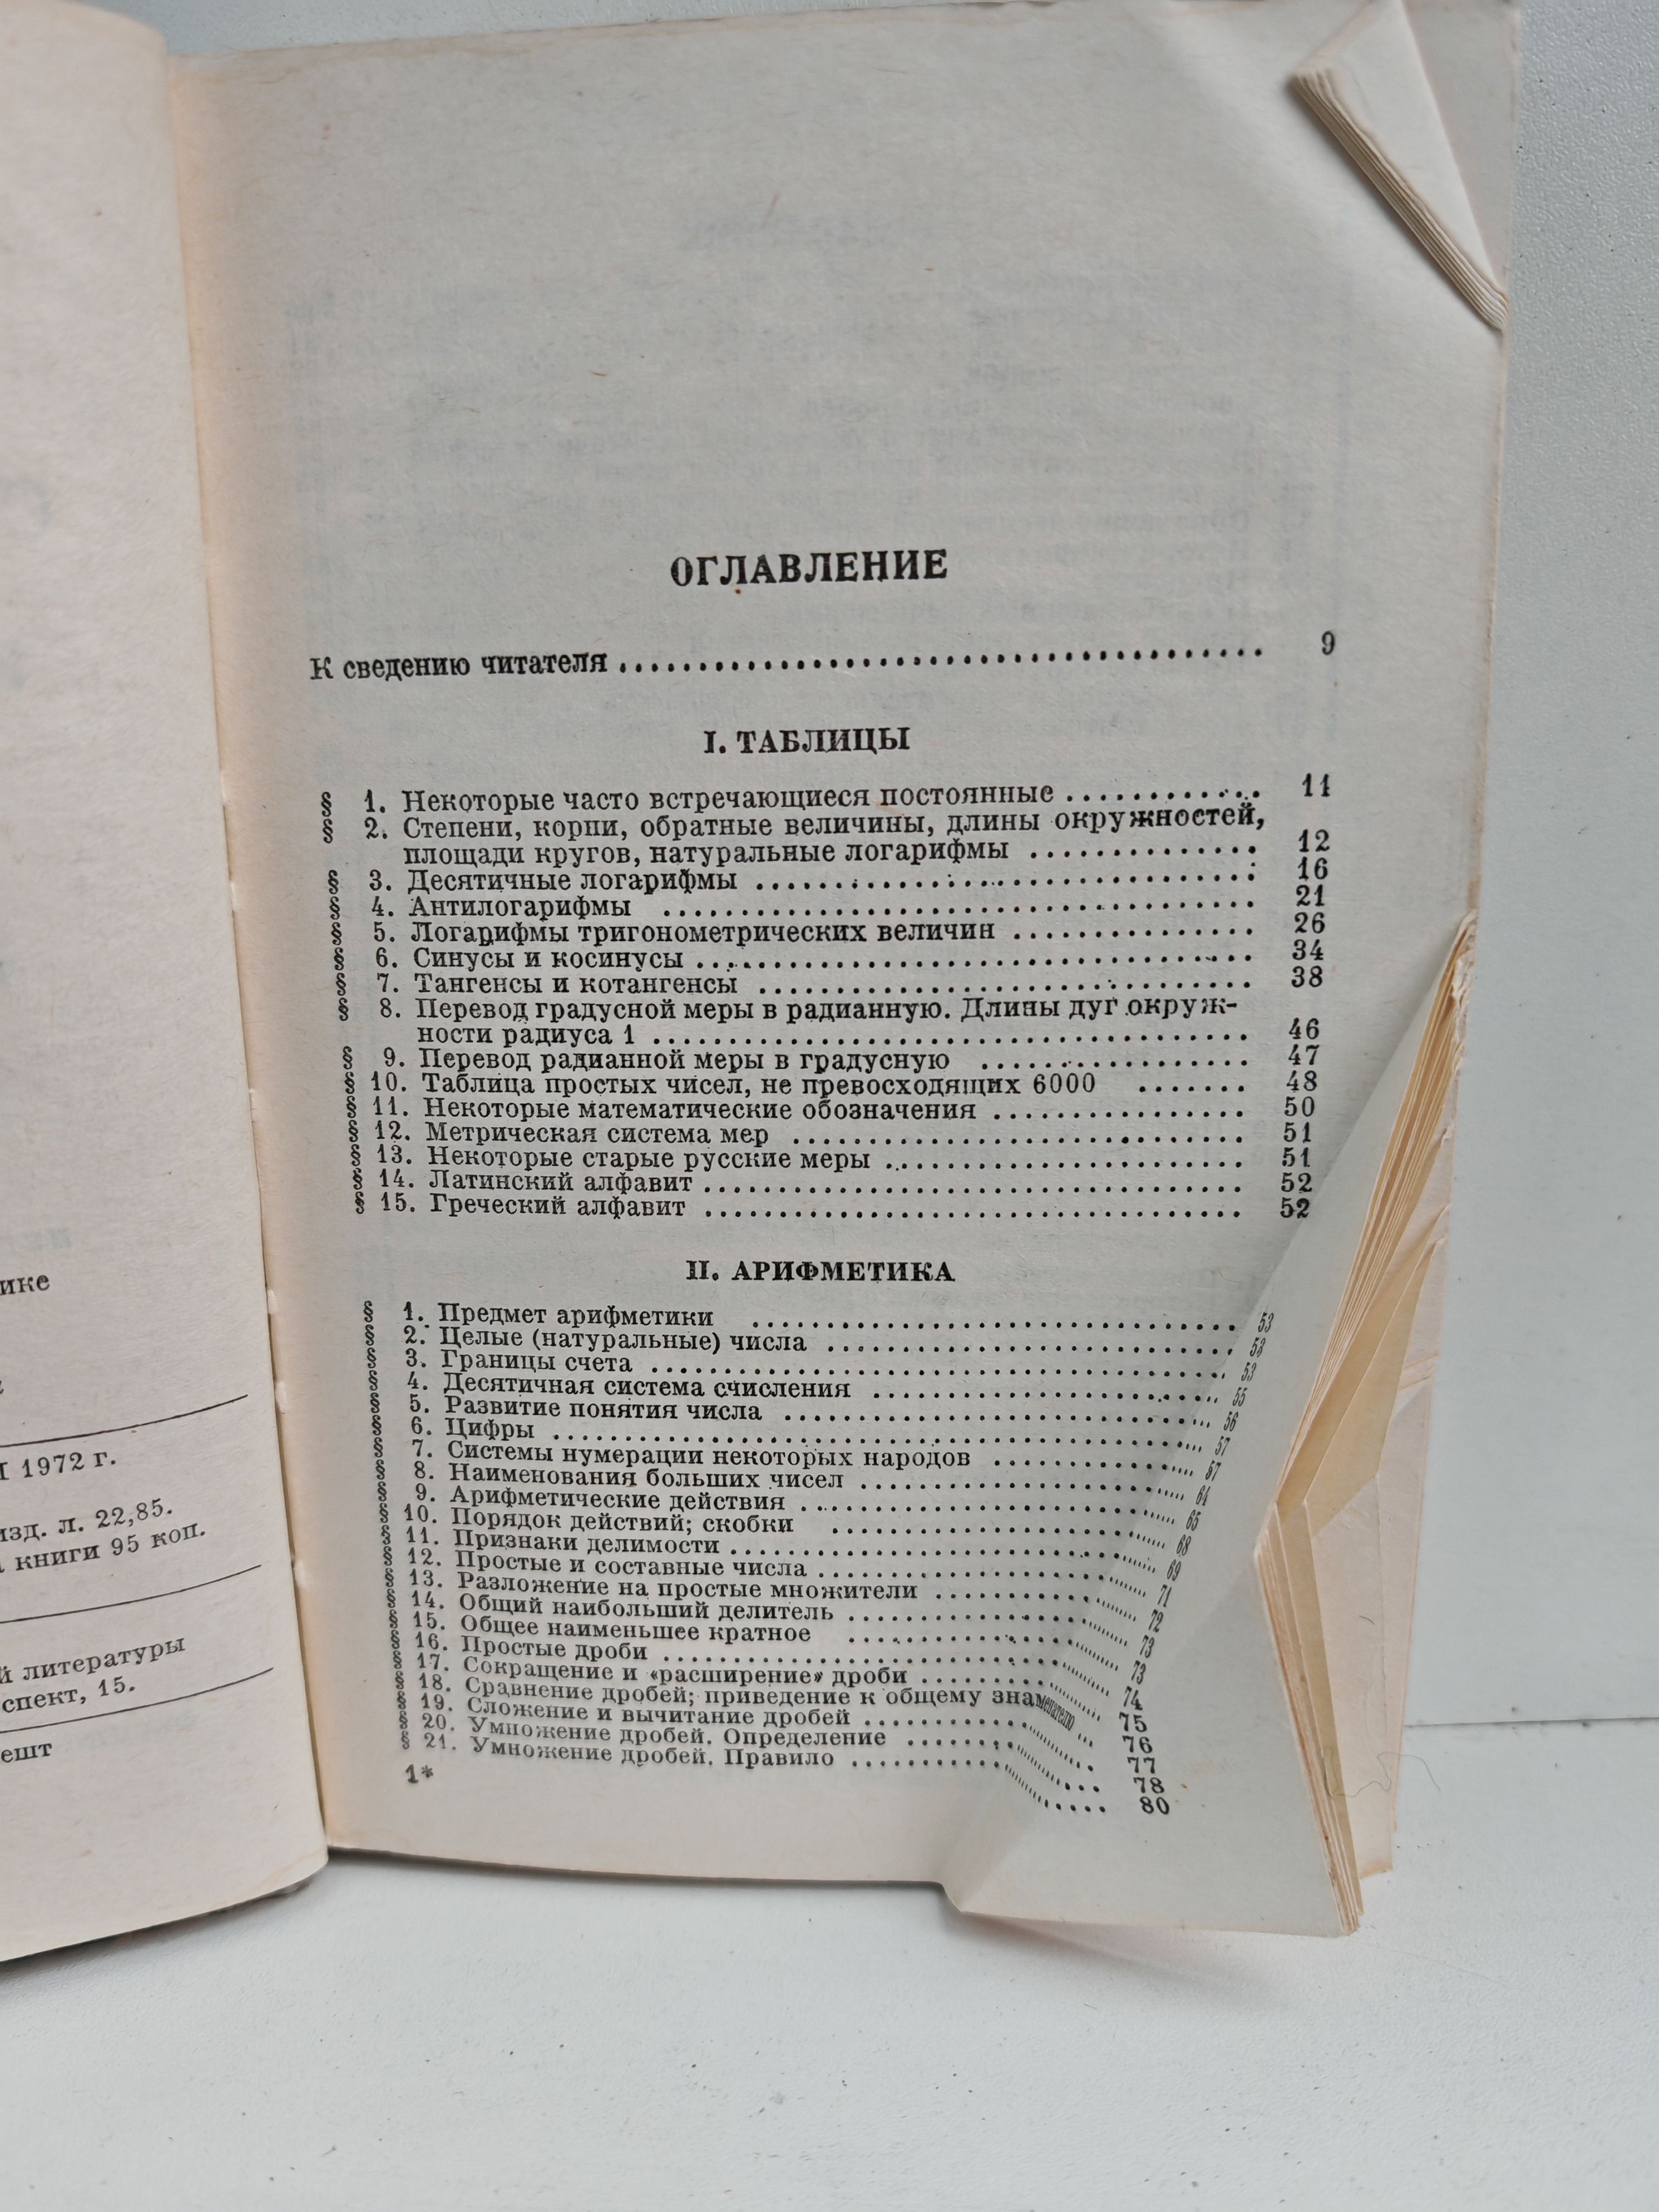 ике
1972 г.
изд. л. 22,85.
книги 95 коп.
й литературы
спект, 15.
ешт
ОГЛАВЛЕНИЕ
К сведению читателя . . . . . 9
I. ТАБЛИЦЫ
§ 1. Некоторые часто встречающиеся постоянные . . . . . 11
§ 2. Степени, корни, обратные величины, длины окружностей,
площади кругов, натуральные логарифмы . . . . . 12
§ 3. Десятичные логарифмы . . . . . 16
§ 4. Антилогарифмы . . . . . 21
§ 5. Логарифмы тригонометрических величин . . . . . 26
§ 6. Синусы и косинусы . . . . . 34
§ 7. Тангенсы и котангенсы . . . . . 38
§ 8. Перевод градусной меры в радианную. Длины дуг окруж-
ности радиуса 1 . . . . . 46
§ 9. Перевод радианной меры в градусную . . . . . 47
§ 10. Таблица простых чисел, не превосходящих 6000 . . . . . 48
§ 11. Некоторые математические обозначения . . . . . 50
§ 12. Метрическая система мер . . . . . 51
§ 13. Некоторые старые русские меры . . . . . 51
§ 14. Латинский алфавит . . . . . 52
§ 15. Греческий алфавит . . . . . 52
II. АРИФМЕТИКА
§ 1. Предмет арифметики . . . . . 53
§ 2. Целые (натуральные) числа . . . . . 53
§ 3. Границы счета . . . . . 53
§ 4. Десятичная система счисления . . . . . 55
§ 5. Развитие понятия числа . . . . . 56
§ 6. Цифры . . . . . 57
§ 7. Системы нумерации некоторых народов . . . . . 57
§ 8. Наименования больших чисел . . . . . 64
§ 9. Арифметические действия . . . . . 65
§ 10. Порядок действий; скобки . . . . . 68
§ 11. Признаки делимости . . . . . 69
§ 12. Простые и составные числа . . . . . 71
§ 13. Разложение на простые множители . . . . . 72
§ 14. Общий наибольший делитель . . . . . 73
§ 15. Общее наименьшее кратное . . . . . 73
§ 16. Простые дроби . . . . . 74
§ 17. Сокращение и «расширение» дроби . . . . . 75
§ 18. Сравнение дробей; приведение к общему знаменателю . . . 76
§ 19. Сложение и вычитание дробей . . . . . 77
§ 20. Умножение дробей. Определение . . . . . 78
§ 21. Умножение дробей. Правило . . . . . 80
1*